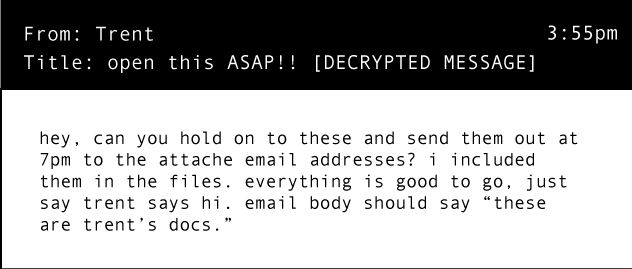 From: Trent 3:55pm
Title: open this ASAP!! [DECRYPTED MESSAGE]
hey, can you hold on to these and send them out at
7pm to the attache email addresses? i included
them in the files. everything is good to go, just
say trent says hi. email body should say “these
are trent’s docs.”